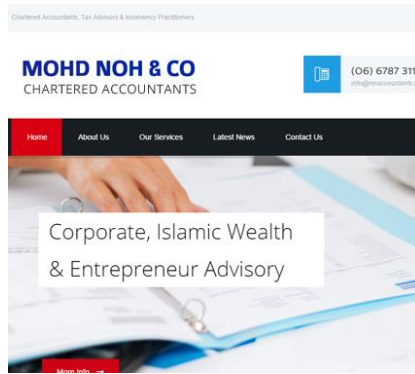 Chartered Accountants, Tax Advisors & Insolvency Practitioners
MOHD NOH & CO
CHARTERED ACCOUNTANTS
(06) 6787 311
Home About Us Our Services Latest News Contact Us
Corporate, Islamic Wealth
& Entrepreneur Advisory
More Info →